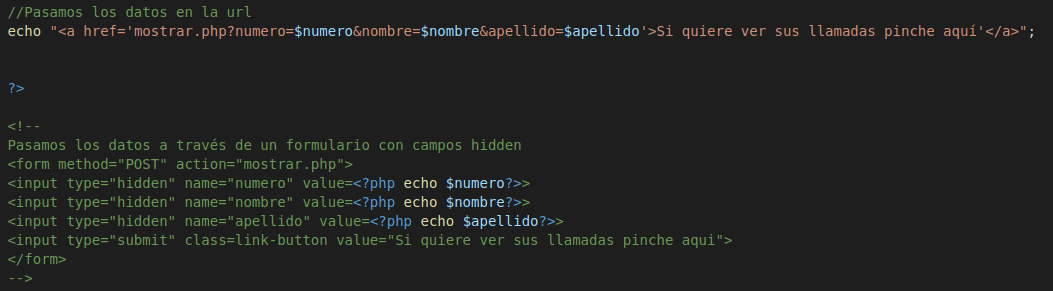 //Pasamos los datos en la url
echo "<a href='mostrar.php?numero=$numero&nombre=$nombre&apellido=$apellido'>Si quiere ver sus llamadas pinche aquí'</a>";
?>
<!--
Pasamos los datos a través de un formulario con campos hidden
<form method="POST" action="mostrar.php">
<input type="hidden" name="numero" value=<?php echo $numero?>>
<input type="hidden" name="nombre" value=<?php echo $nombre?>>
<input type="hidden" name="apellido" value=<?php echo $apellido?>>
<input type="submit" class=link-button value="Si quiere ver sus llamadas pinche aqui">
</form>
-->